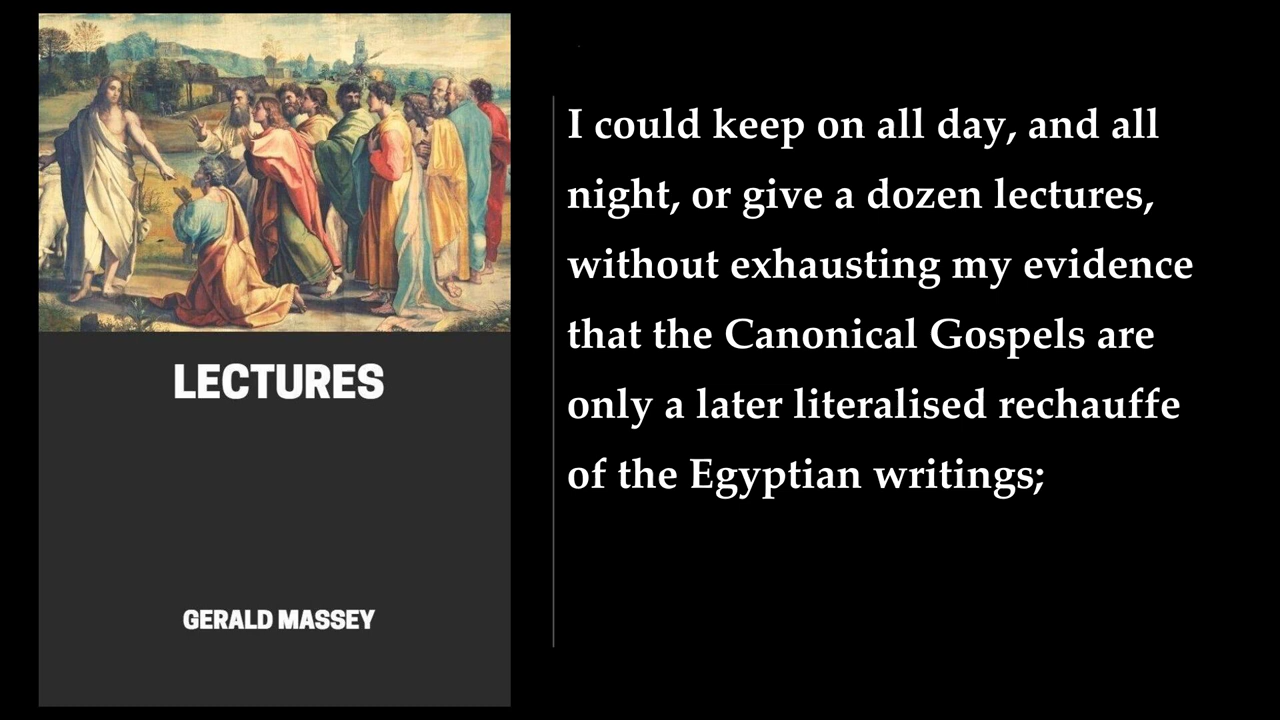 LECTURES
GERALD MASSEY
I could keep on all day, and all
night, or give a dozen lectures,
without exhausting my evidence
that the Canonical Gospels are
only a later literalised rechauffe
of the Egyptian writings;